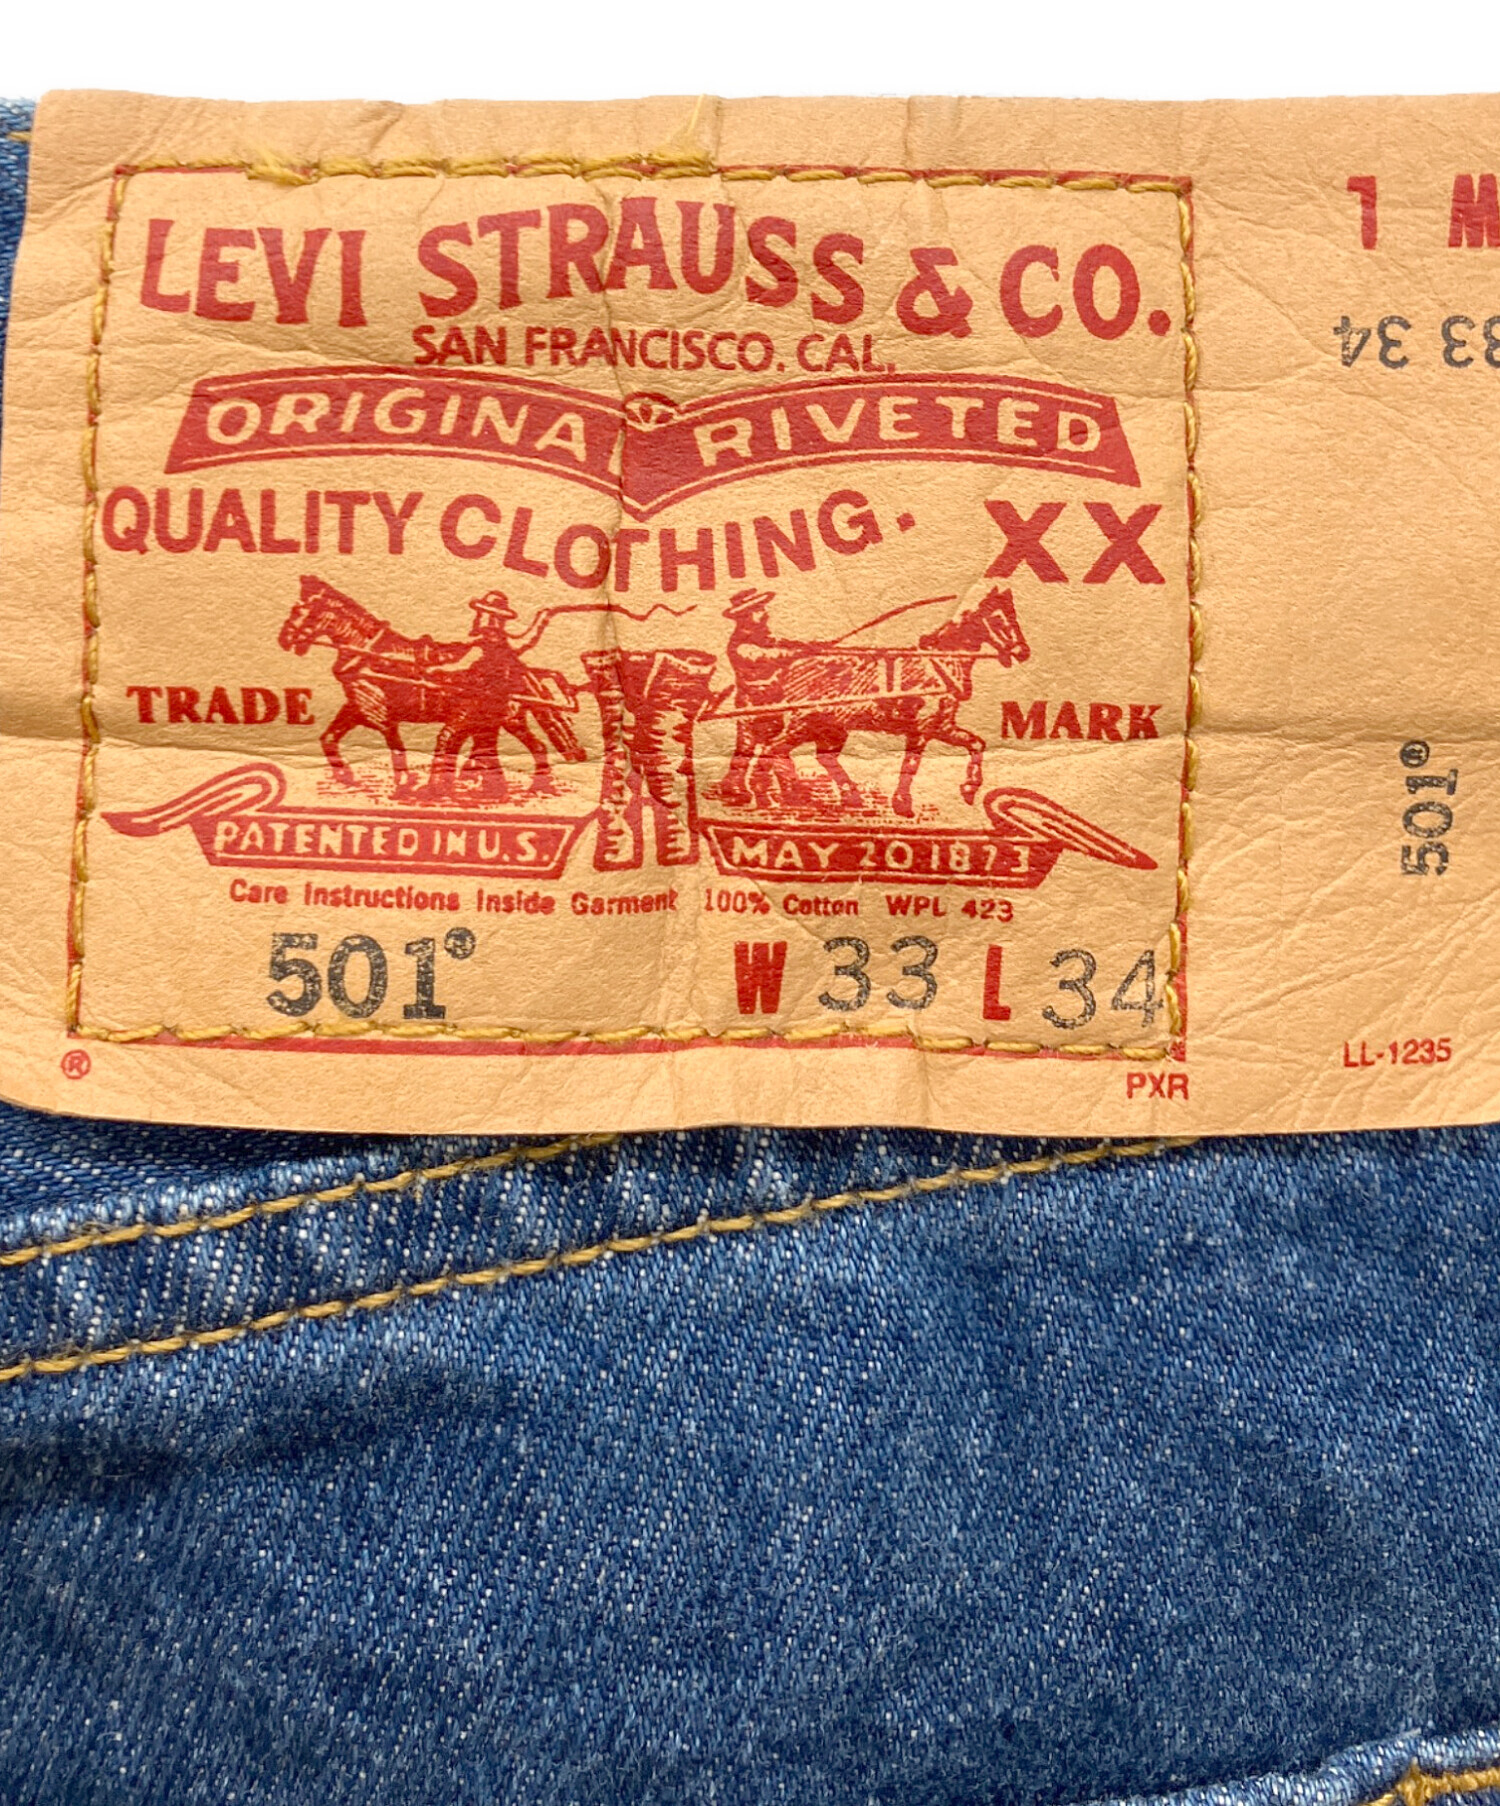 LEVI STRAUSS & CO.
SAN FRANCISCO. CAL.
ORIGINAL RIVETED
QUALITY CLOTHING. XX
TRADE MARK
PATENTED IN U.S. MAY 20 1873
Care Instructions Inside Garment 100% Cotton WPL 423
501® W 33 L 34
®
PXR
L W
33 34
501®
LL-1235